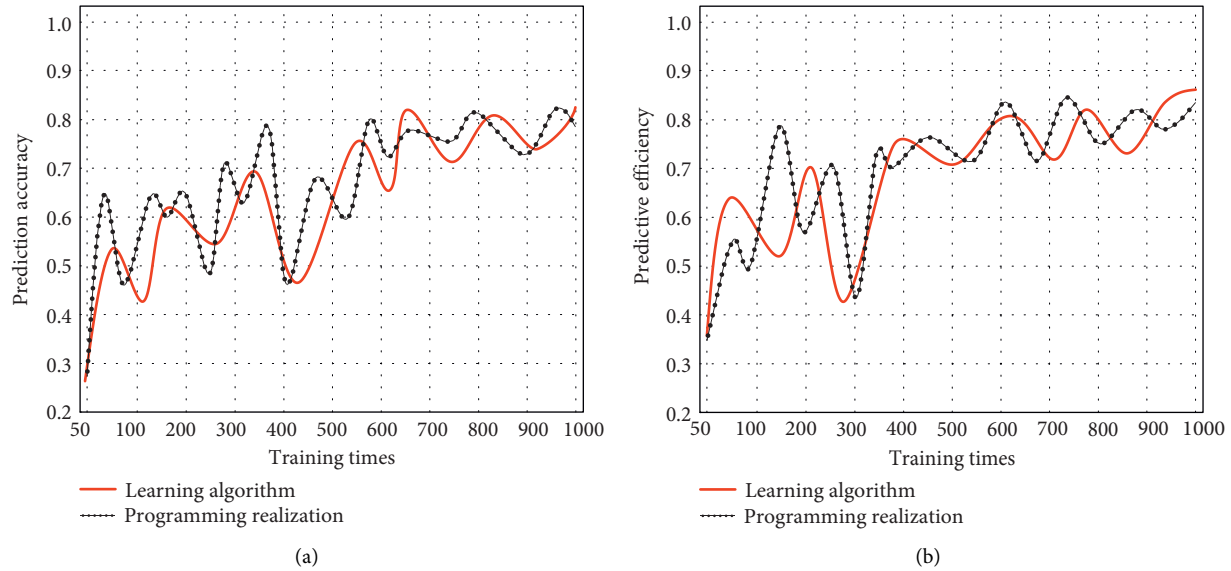 1.0
0.9
0.8
0.7
0.6
0.5
0.4
0.3
0.2
Prediction accuracy
50 100 200 300 400 500 600 700 800 900 1000
Training times
Learning algorithm
Programming realization
(a)
1.0
0.9
0.8
0.7
0.6
0.5
0.4
0.3
0.2
Predictive efficiency
50 100 200 300 400 500 600 700 800 900 1000
Training times
Learning algorithm
Programming realization
(b)